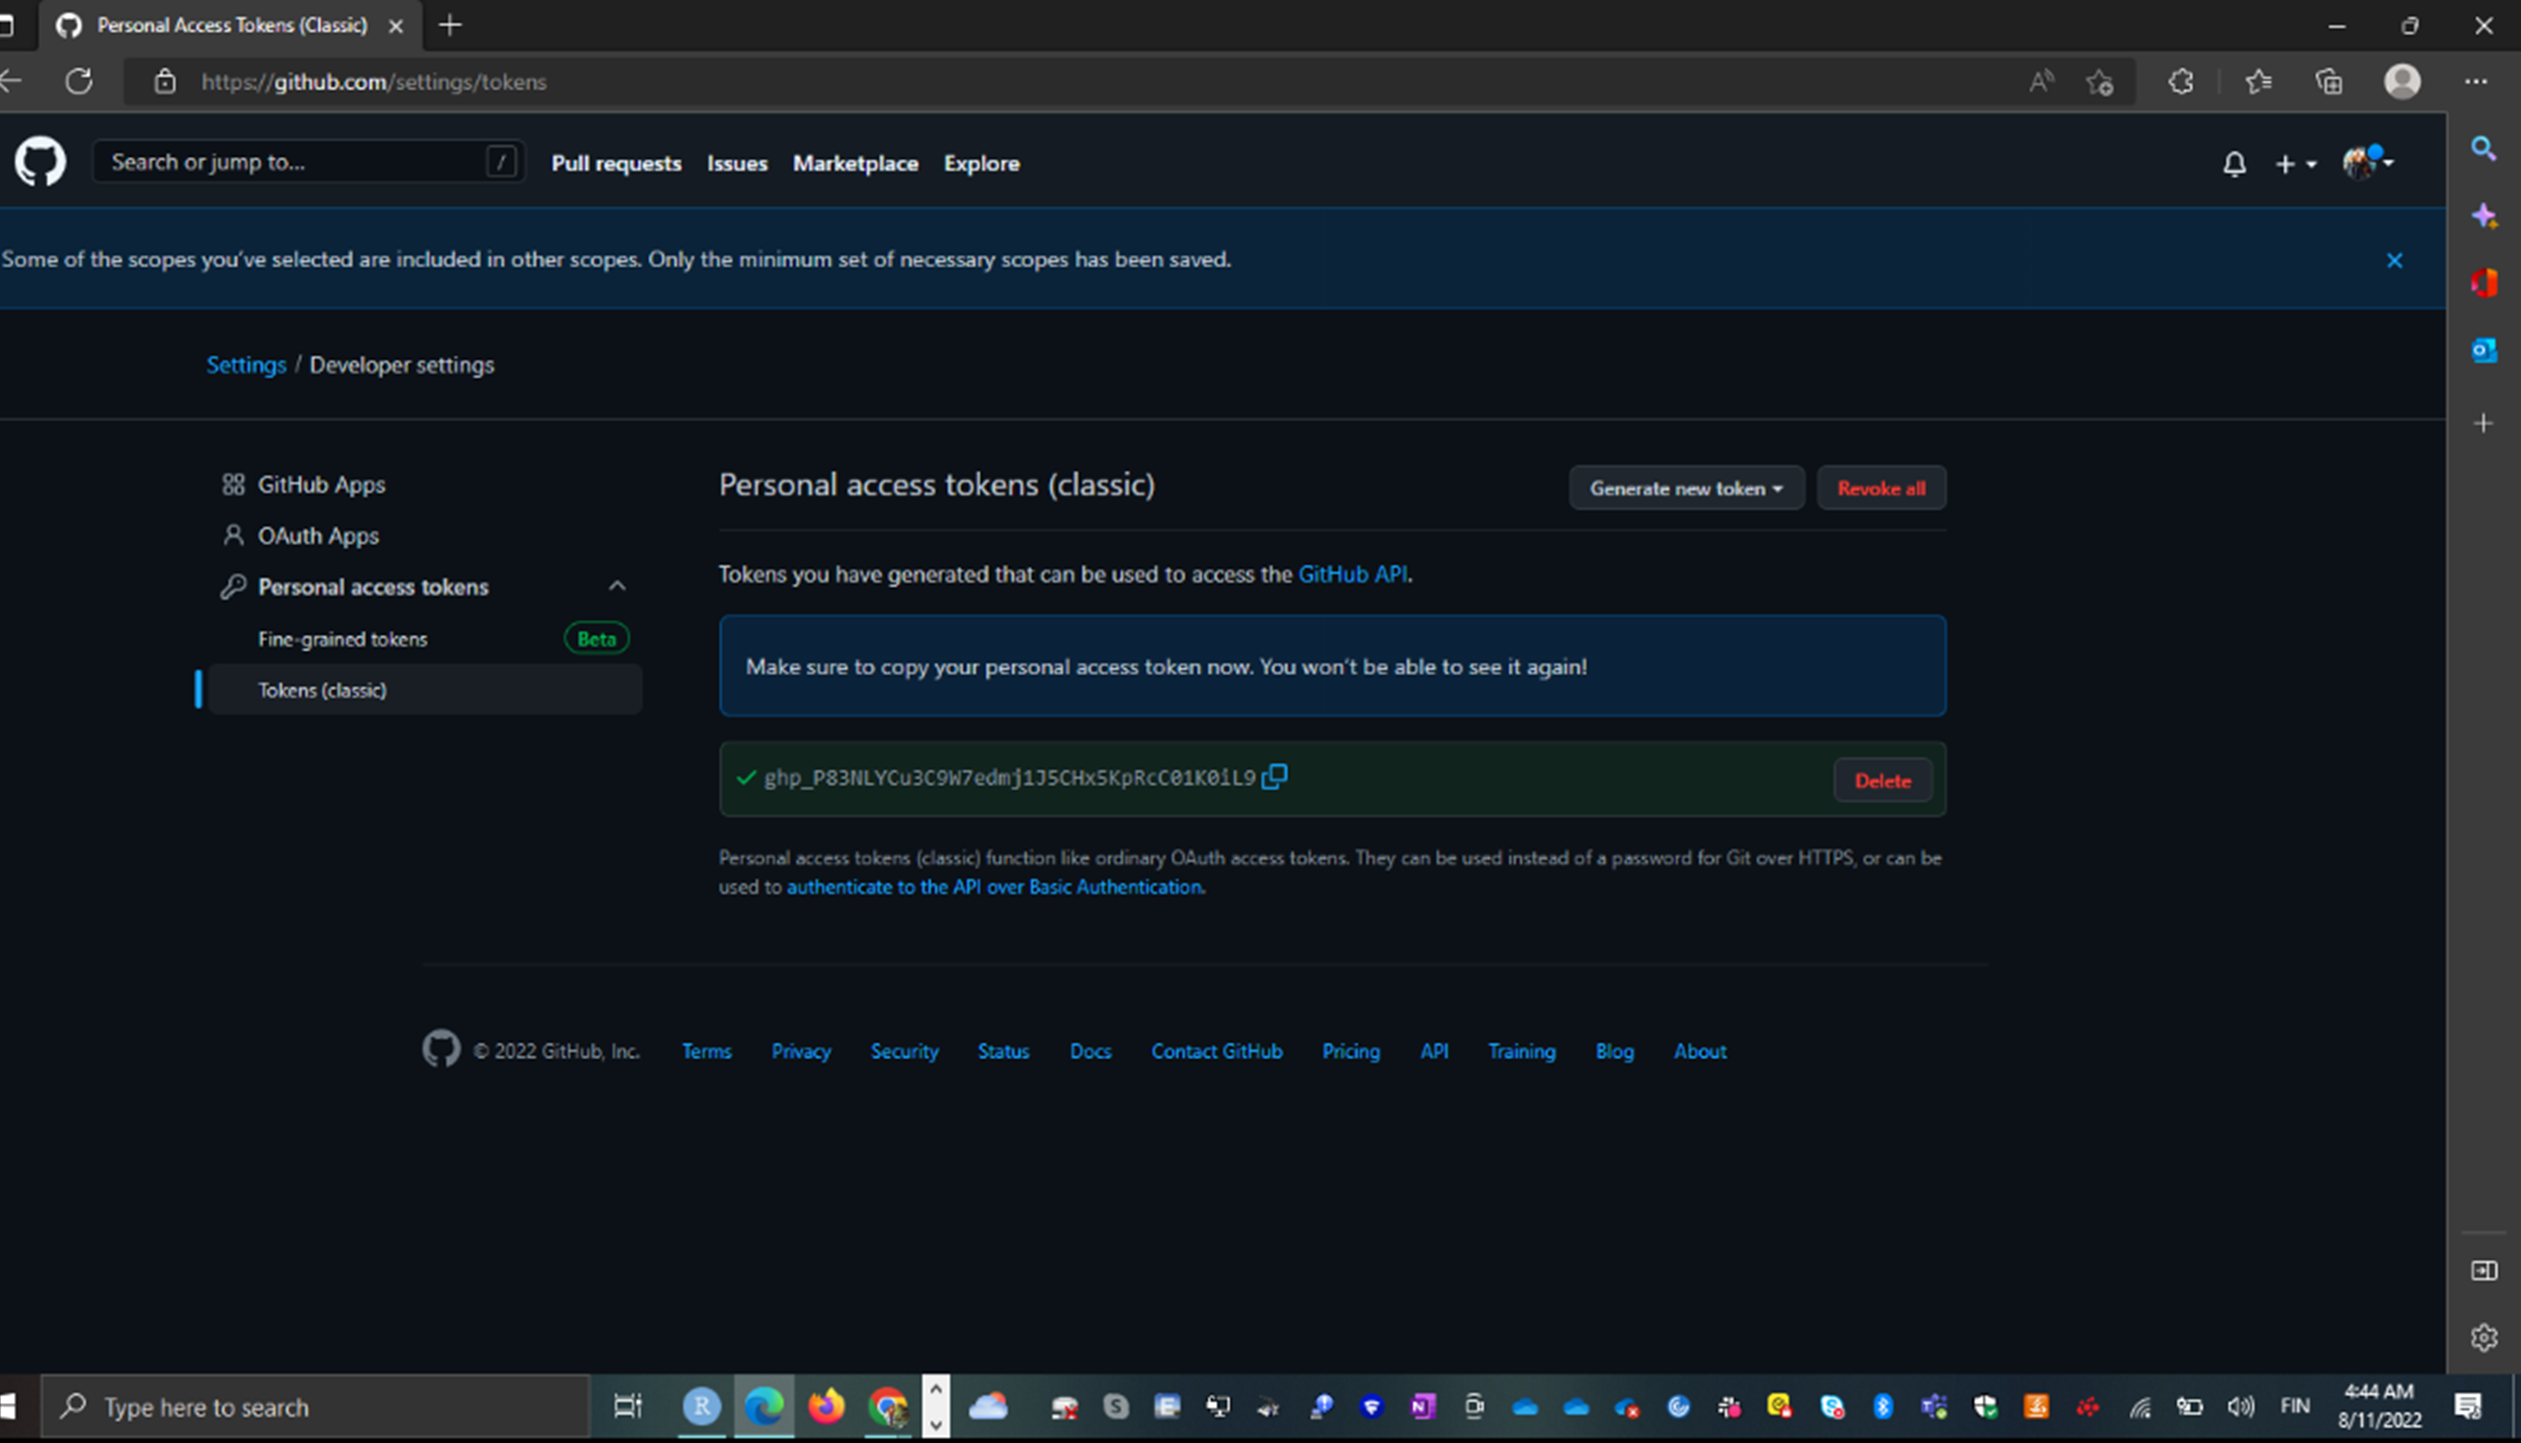 Personal Access Tokens (Classic)
https://github.com/settings/tokens
Search or jump to... /
Pull requests Issues Marketplace Explore
Some of the scopes you've selected are included in other scopes. Only the minimum set of necessary scopes has been saved.
Settings / Developer settings
GitHub Apps
OAuth Apps
Personal access tokens
Fine-grained tokens Beta
Tokens (classic)
Personal access tokens (classic)
Generate new token Revoke all
Tokens you have generated that can be used to access the GitHub API.
Make sure to copy your personal access token now. You won't be able to see it again!
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 Delete
Personal access tokens (classic) function like ordinary OAuth access tokens. They can be used instead of a password for Git over HTTPS, or can be
used to authenticate to the API over Basic Authentication.
© 2022 GitHub, Inc. Terms Privacy Security Status Docs Contact GitHub Pricing API Training Blog About
Type here to search
FIN
4:44 AM
8/11/2022